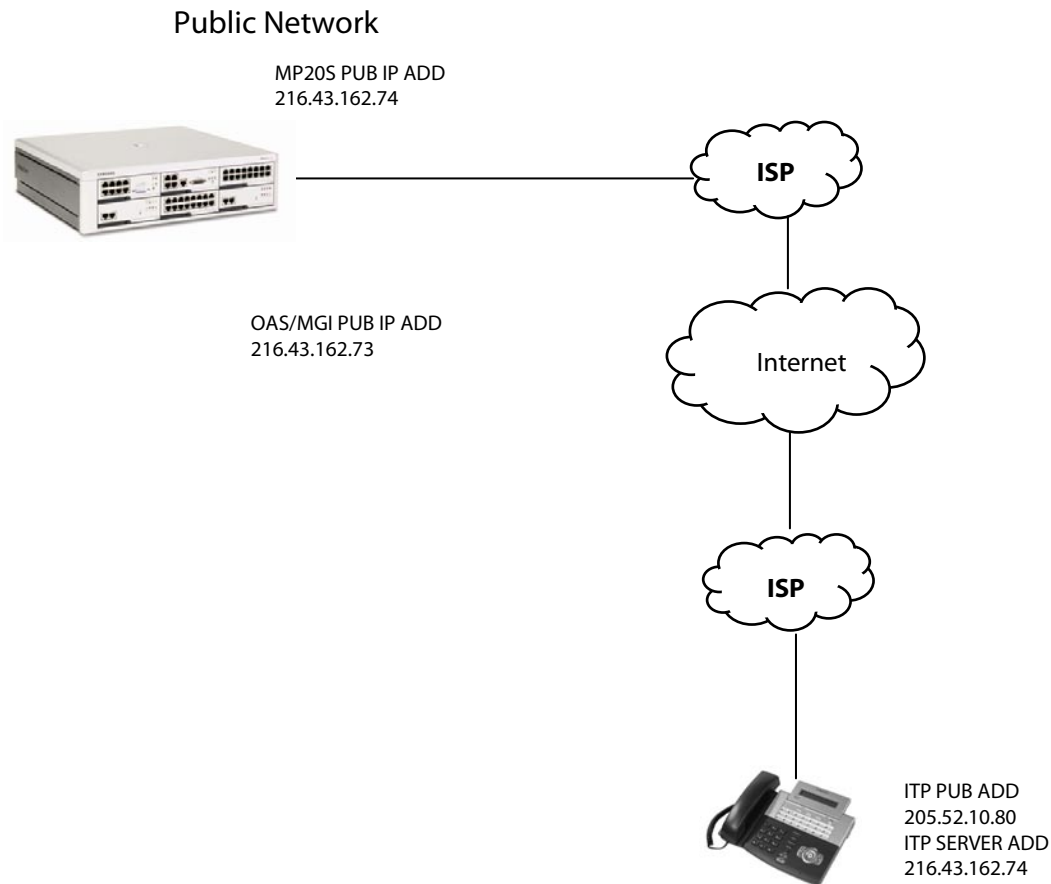 Public Network
MP20S PUB IP ADD
216.43.162.74
ISP
OAS/MGI PUB IP ADD
216.43.162.73
Internet
ISP
ITP PUB ADD
205.52.10.80
ITP SERVER ADD
216.43.162.74